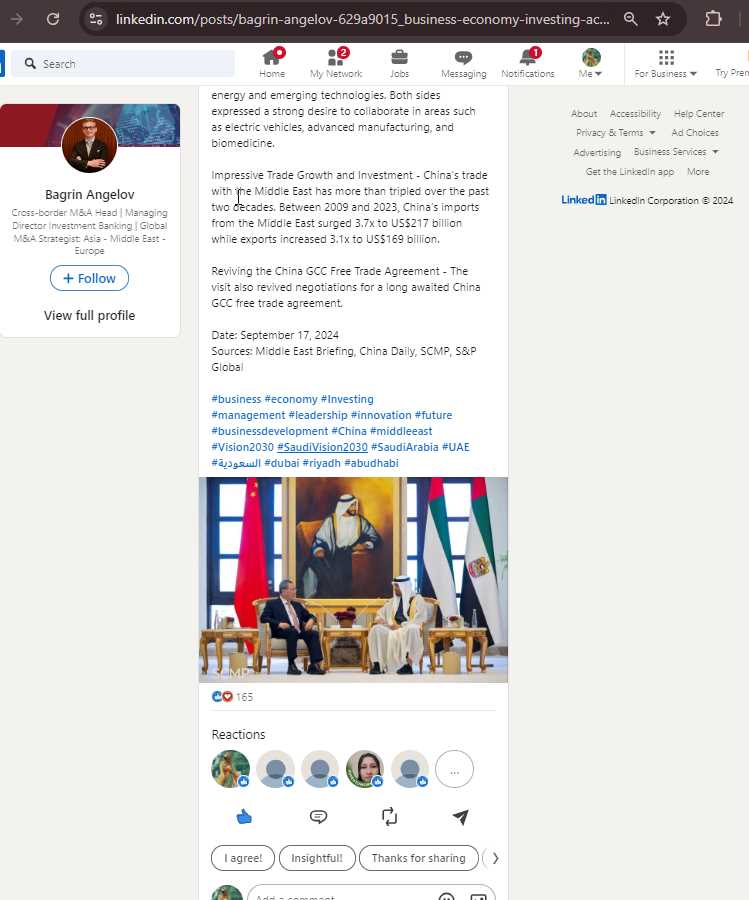 linkedin.com/posts/bagrin-angelov-629a9015_business-economy-investing-ac...
Search
Home
2
My Network
Jobs
Messaging
1
Notifications
Me
For Business
Try Pren
Bagrin Angelov
Cross-border M&A Head | Managing
Director Investment Banking | Global
M&A Strategist: Asia - Middle East -
Europe
+ Follow
View full profile
energy and emerging technologies. Both sides
expressed a strong desire to collaborate in areas such
as electric vehicles, advanced manufacturing, and
biomedicine.
Impressive Trade Growth and Investment - China's trade
with the Middle East has more than tripled over the past
two decades. Between 2009 and 2023, China's imports
from the Middle East surged 3.7x to US$217 billion
while exports increased 3.1x to US$169 billion.
Reviving the China GCC Free Trade Agreement - The
visit also revived negotiations for a long awaited China
GCC free trade agreement.
Date: September 17, 2024
Sources: Middle East Briefing, China Daily, SCMP, S&P
Global
#business #economy #Investing
#management #leadership #innovation #future
#businessdevelopment #China #middleeast
#Vision2030 #SaudiVision2030 #SaudiArabia #UAE
#السعودية #dubai #riyadh #abudhabi
SCMP
165
Reactions
...
I agree!
Insightful!
Thanks for sharing
Add a comment
About Accessibility Help Center
Privacy & Terms Ad Choices
Advertising Business Services
Get the LinkedIn app More
LinkedIn LinkedIn Corporation © 2024